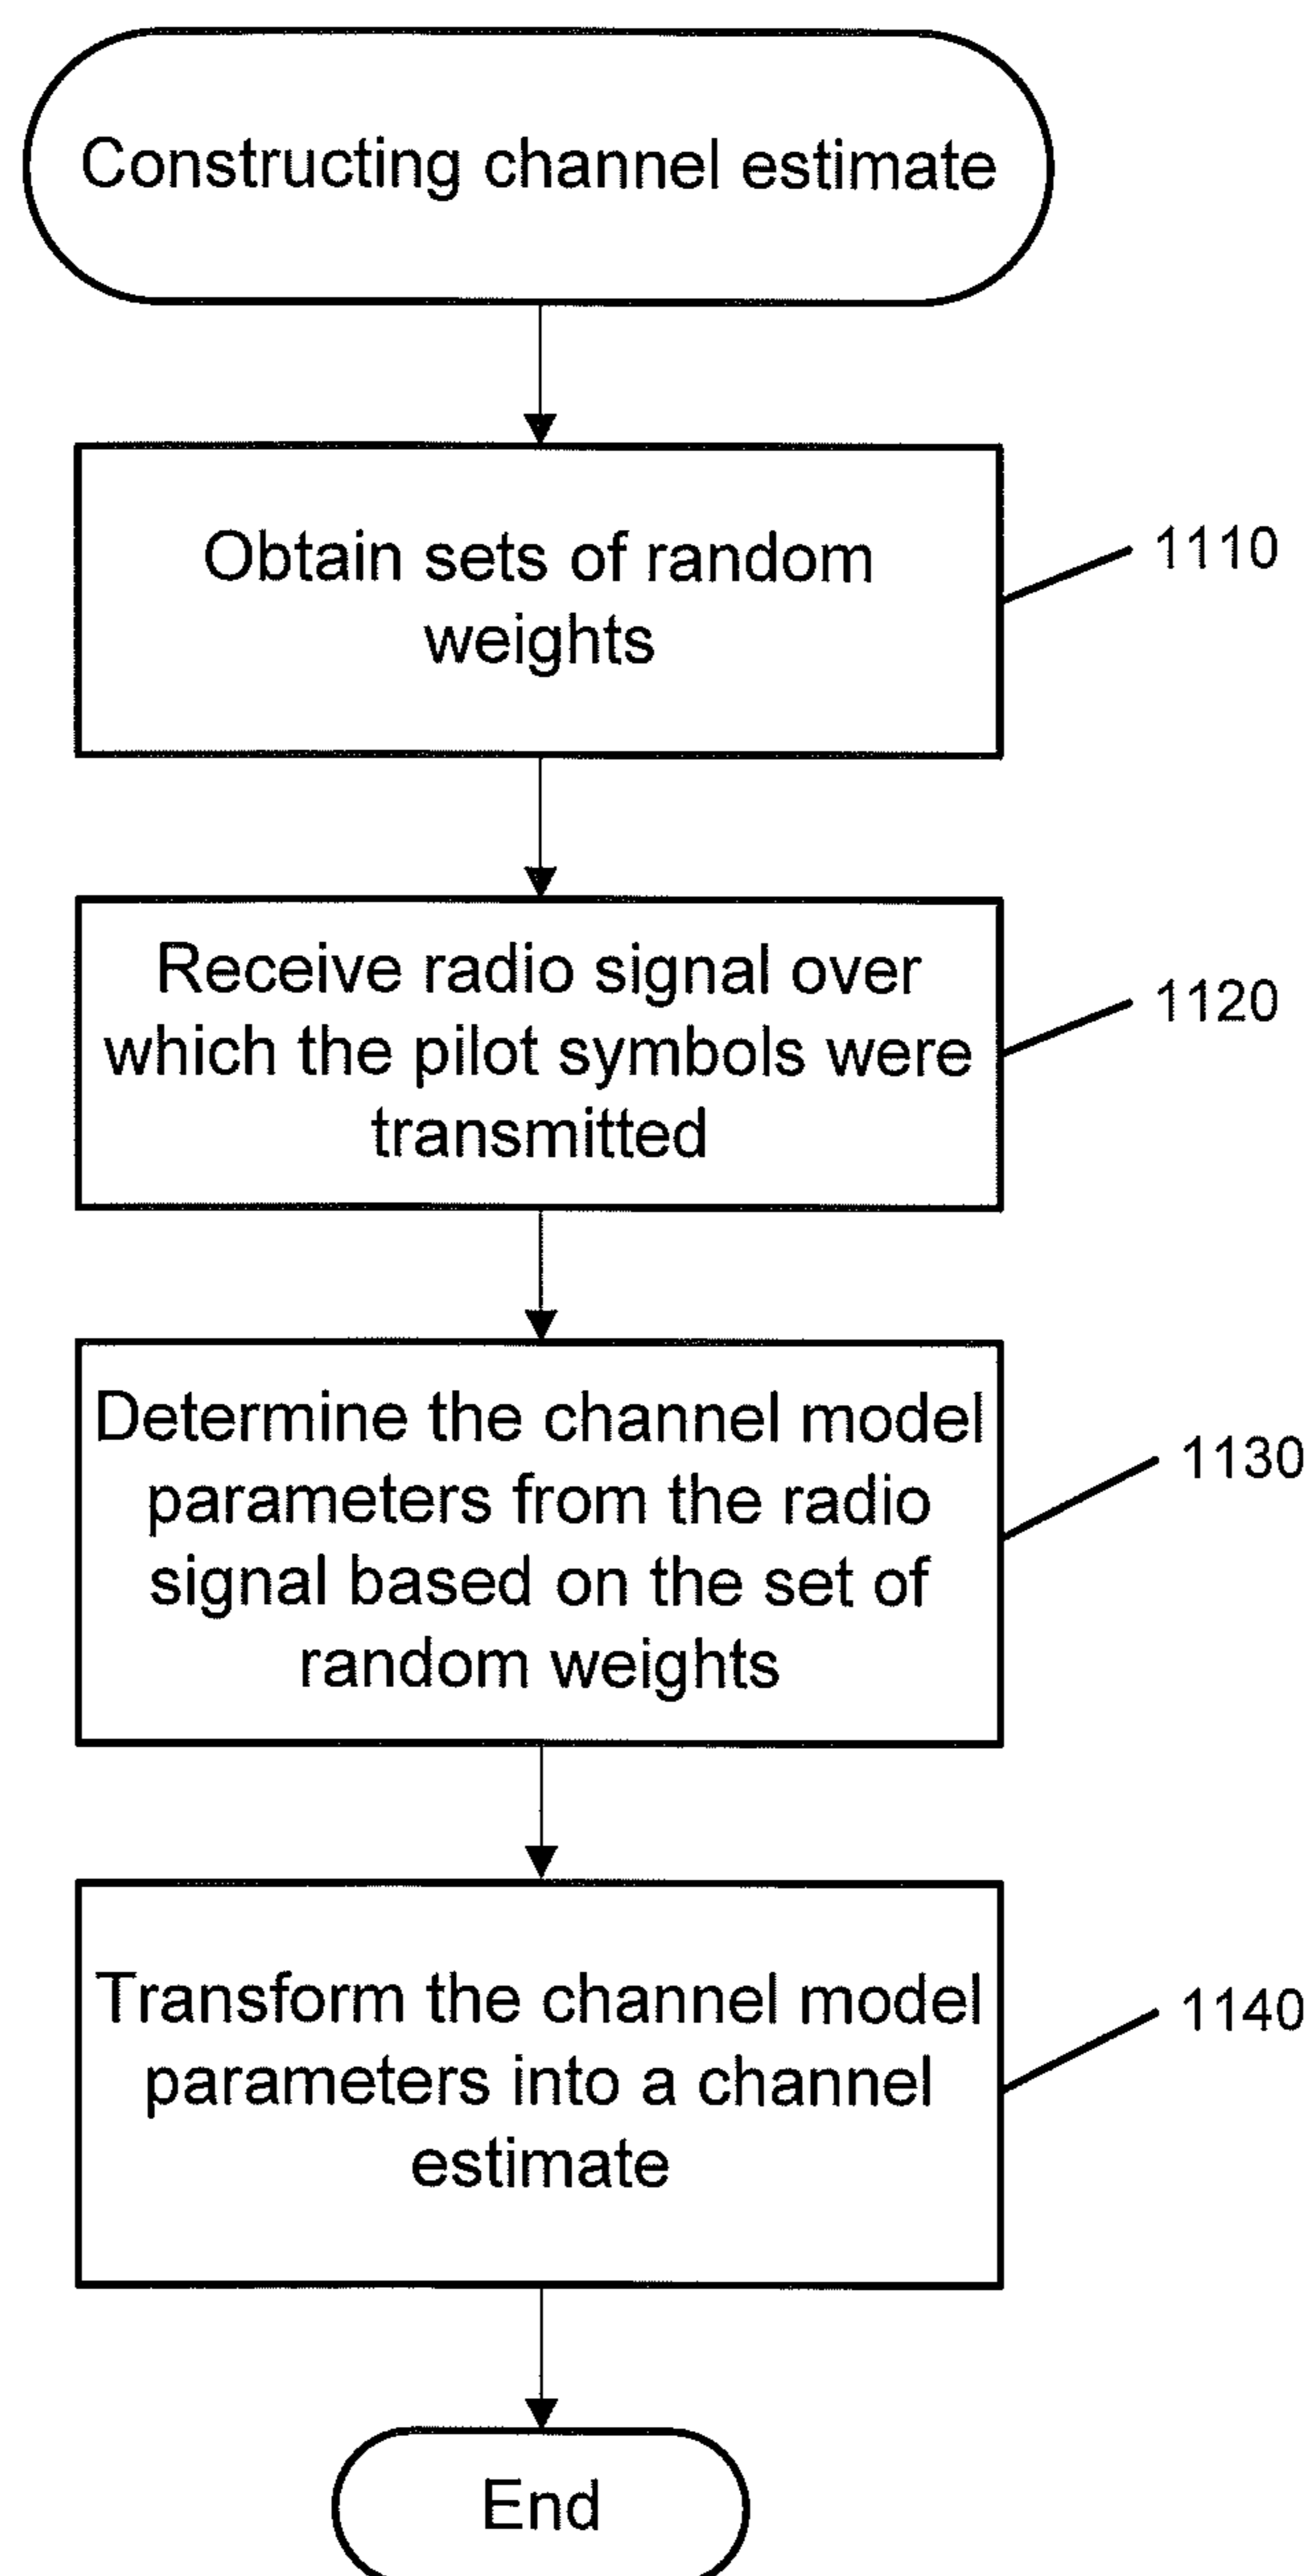 Constructing channel estimate
Obtain sets of random
weights
1110
Receive radio signal over
which the pilot symbols were
transmitted
1120
Determine the channel model
parameters from the radio
signal based on the set of
random weights
1130
Transform the channel model
parameters into a channel
estimate
1140
End